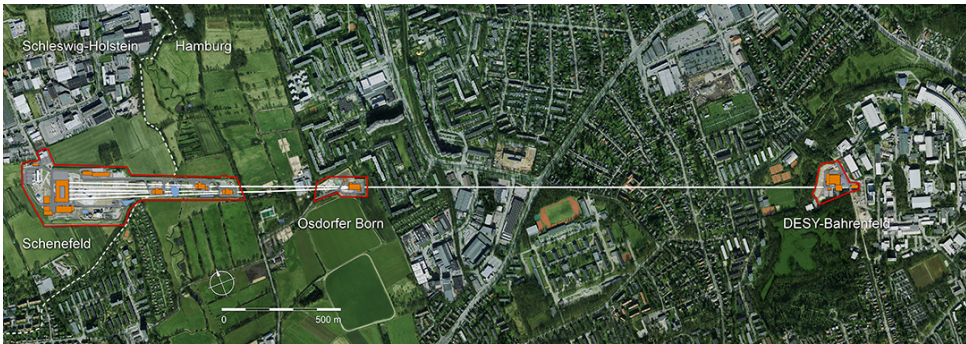 Schleswig-Holstein
Hamburg
Schenefeld
Osdorfer Born
DESY-Bahrenfeld
0
500 m